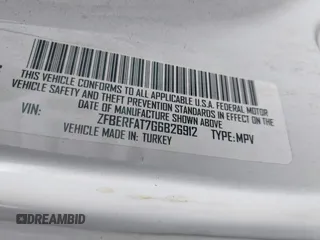 THIS VEHICLE CONFORMS TO ALL APPLICABLE U.S.A. FEDERAL MOTOR
VEHICLE SAFETY AND THEFT PREVENTION STANDARDS IN EFFECT ON THE
DATE OF MANUFACTURE SHOWN ABOVE
VIN: ZFBERFAT7G6B26912 TYPE: MPV
VEHICLE MADE IN: TURKEY
© DREAMBID